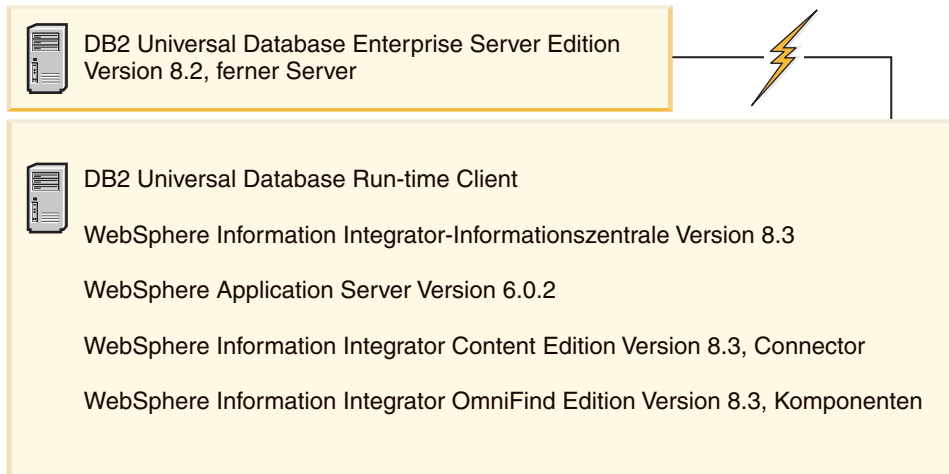 DB2 Universal Database Enterprise Server Edition
Version 8.2, ferner Server
DB2 Universal Database Run-time Client
WebSphere Information Integrator-Informationszentrale Version 8.3
WebSphere Application Server Version 6.0.2
WebSphere Information Integrator Content Edition Version 8.3, Connector
WebSphere Information Integrator OmniFind Edition Version 8.3, Komponenten